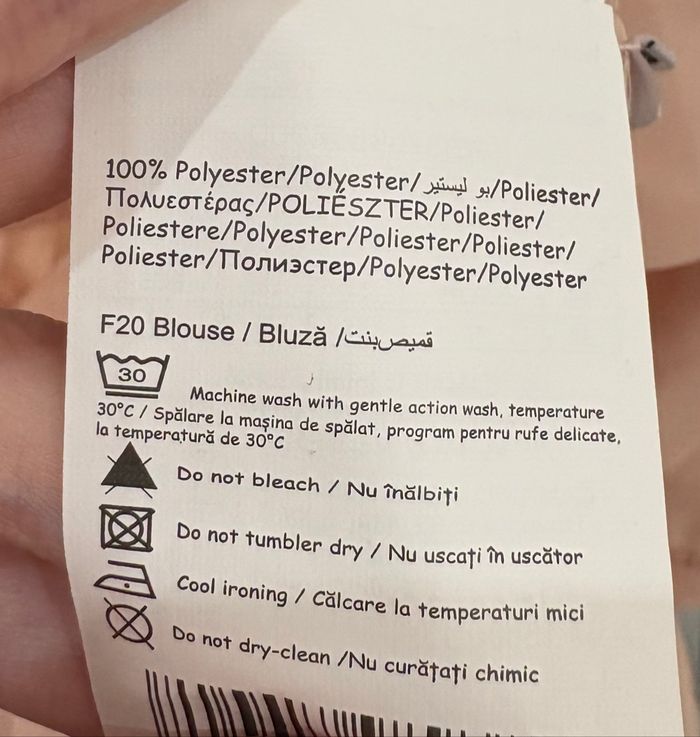 100% Polyester/Polyester/بو ليستير/Poliester/
Πολυεστέρας/POLIÉSZTER/Poliester/
Poliestere/Polyester/Poliester/Poliester/
Poliester/Полиэстер/Polyester/Polyester
F20 Blouse / Bluză /قميص بنت
30
Machine wash with gentle action wash, temperature
30°C / Spălare la mașina de spălat, program pentru rufe delicate,
la temperatură de 30°C
Do not bleach / Nu înălbiți
Do not tumbler dry / Nu uscați în uscător
Cool ironing / Călcare la temperaturi mici
Do not dry-clean /Nu curățați chimic